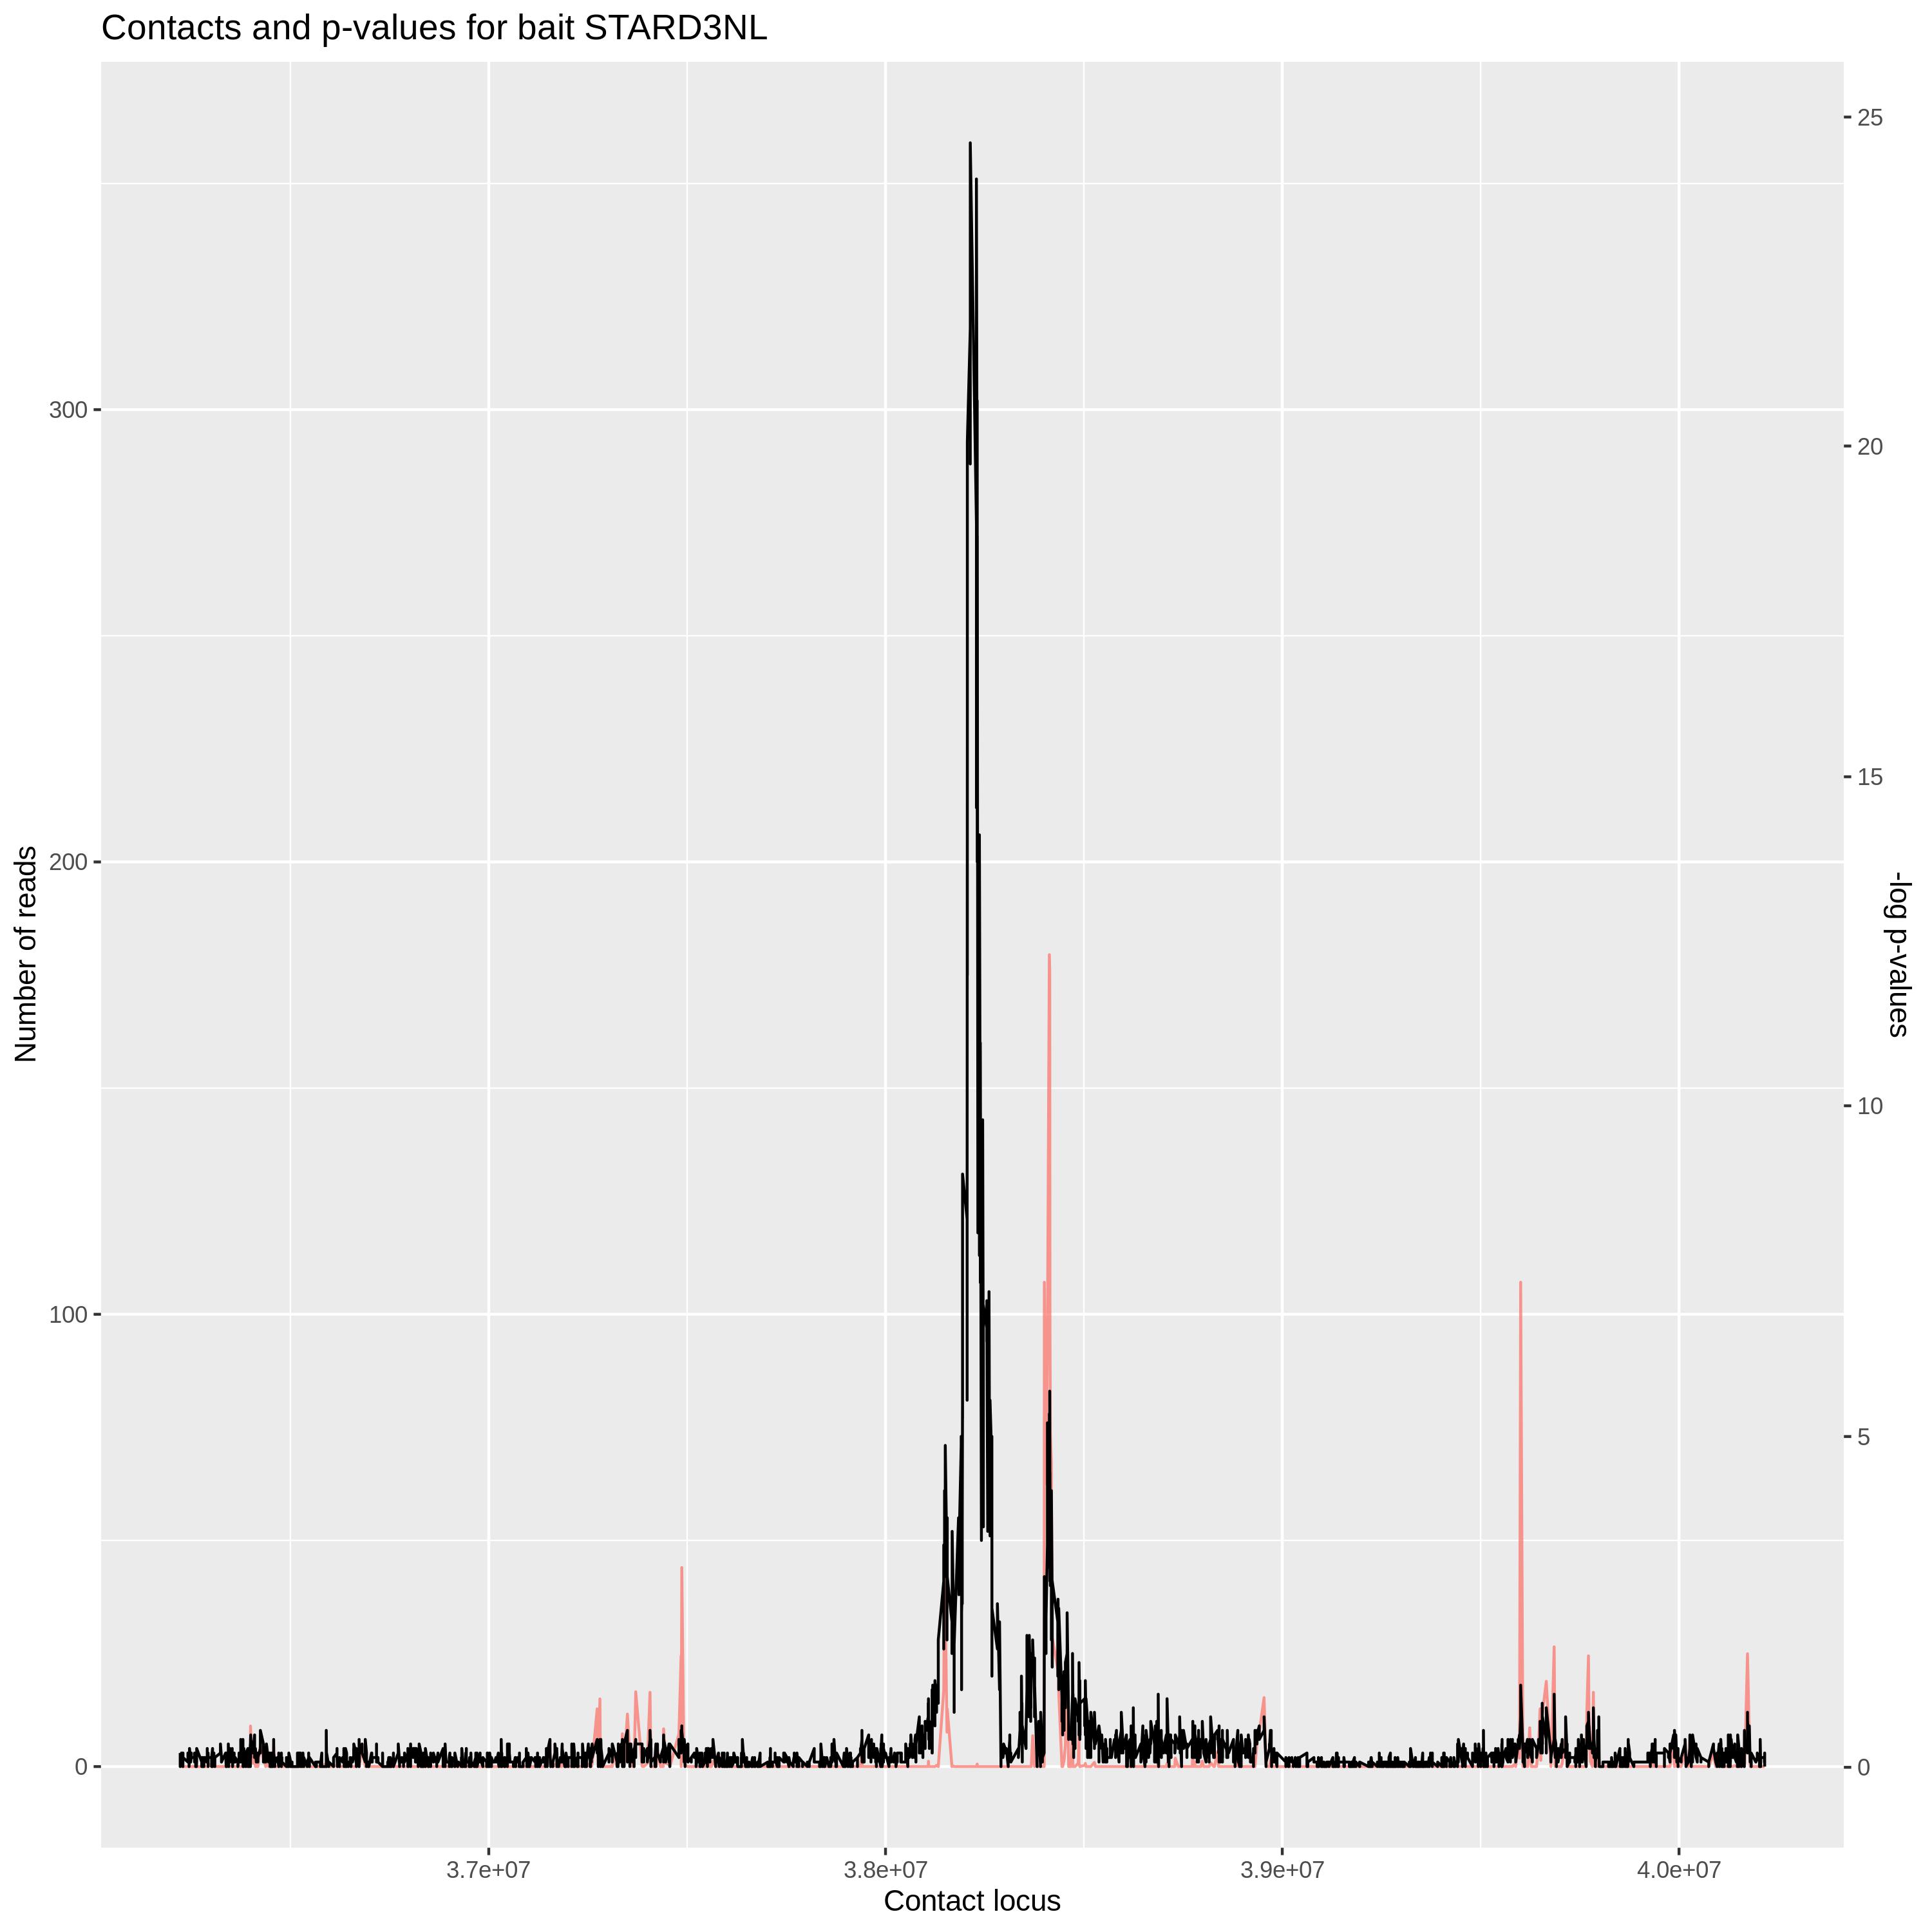 Contacts and p-values for bait STARD3NL
Number of reads
300
200
100
0
25
20
15
10
5
0
-log p-values
3.7e+07
3.8e+07
3.9e+07
4.0e+07
Contact locus